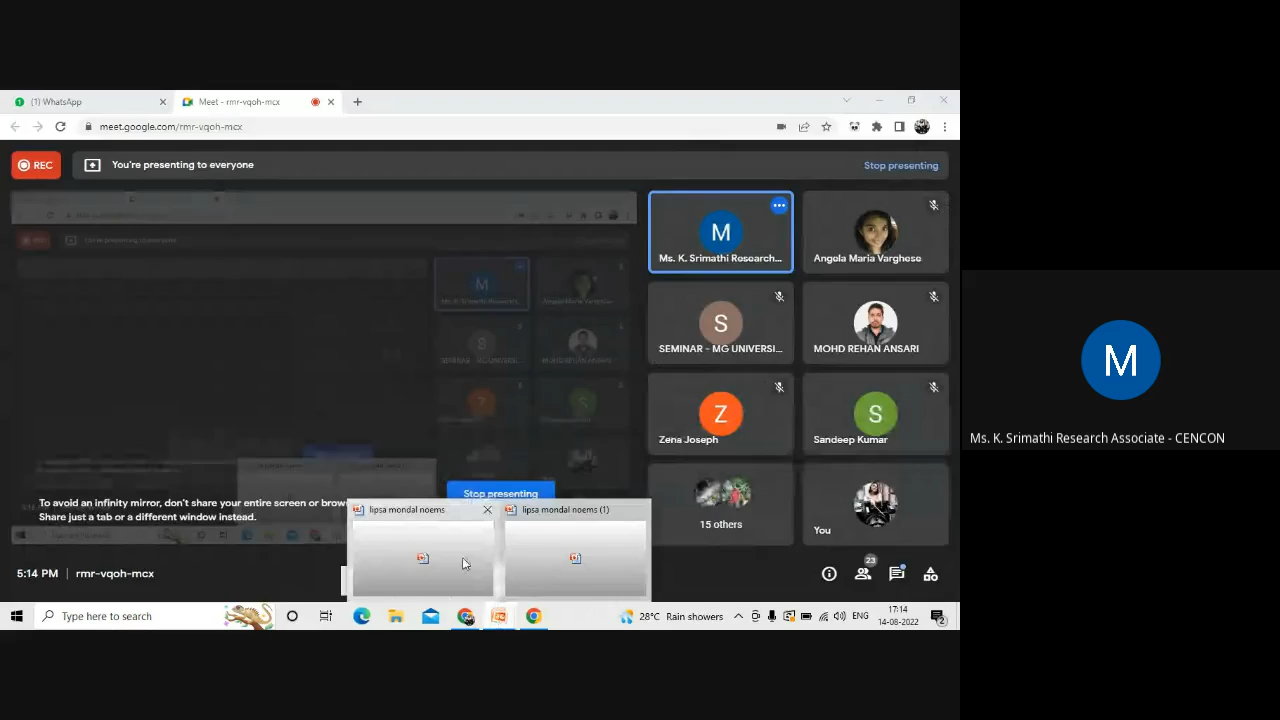 (1) WhatsApp
Meet - rmr-vqoh-mcx
meet.google.com/rmr-vqoh-mcx
REC
You're presenting to everyone
Stop presenting
M
Ms. K. Srimathi Research...
Angela Maria Varghese
S
SEMINAR - MG UNIVERSI...
MOHD REHAN ANSARI
Z
Zena Joseph
S
Sandeep Kumar
15 others
You
To avoid an infinity mirror, don't share your entire screen or brow
Share just a tab or a different window instead.
Stop presenting
lipsa mondal noems
lipsa mondal noems (1)
5:14 PM | rmr-vqoh-mcx
23
Type here to search
28°C Rain showers
ENG
17:14
14-08-2022
2
M
Ms. K. Srimathi Research Associate - CENCON